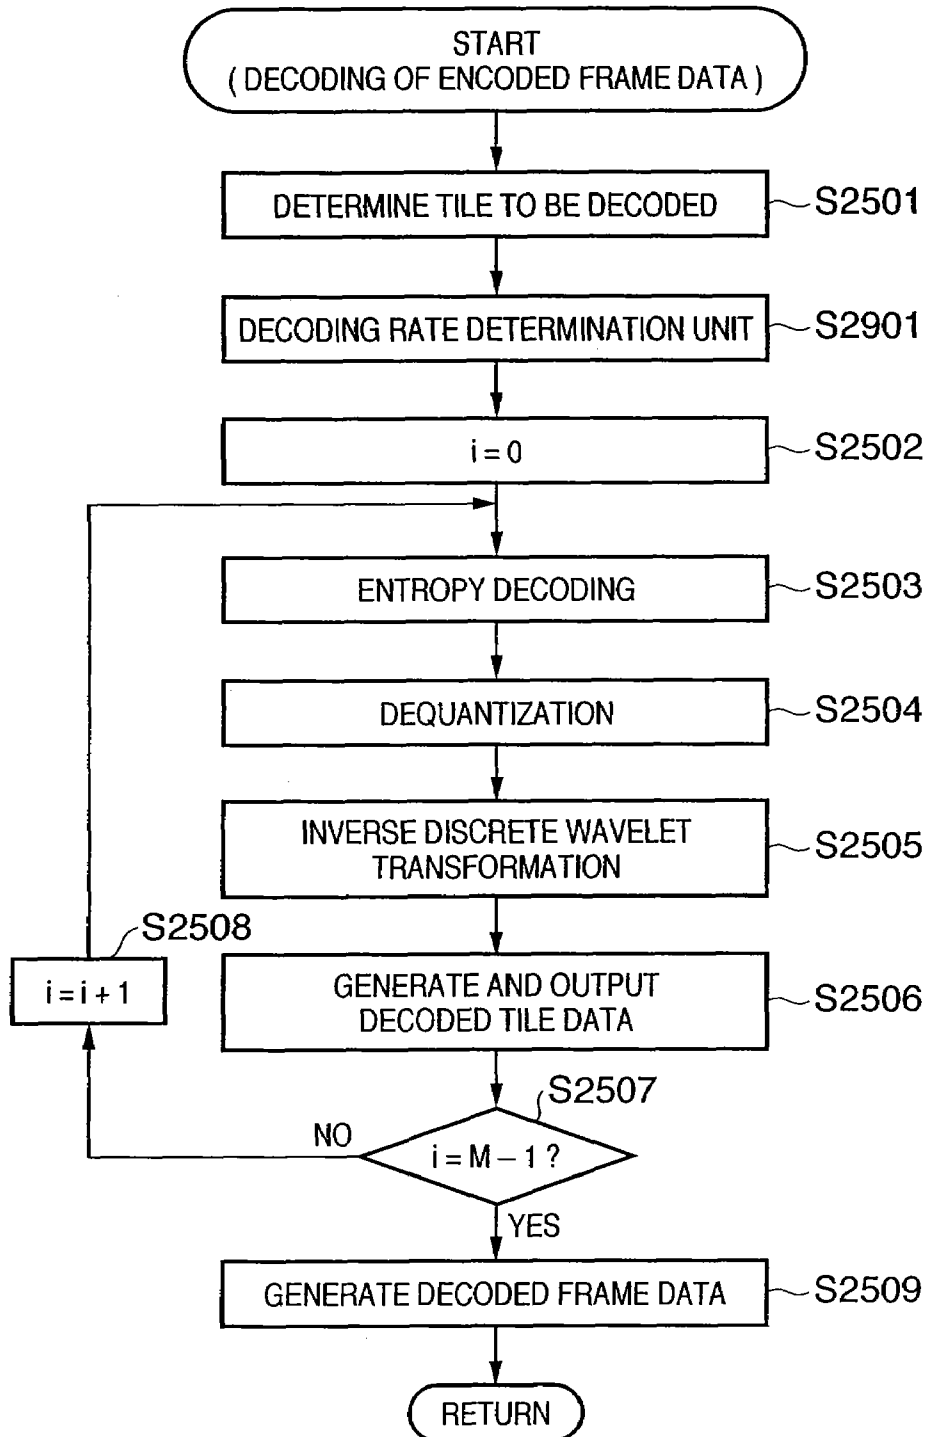 START
( DECODING OF ENCODED FRAME DATA )
DETERMINE TILE TO BE DECODED
S2501
DECODING RATE DETERMINATION UNIT
S2901
i = 0
S2502
ENTROPY DECODING
S2503
DEQUANTIZATION
S2504
INVERSE DISCRETE WAVELET
TRANSFORMATION
S2505
S2508
i = i + 1
GENERATE AND OUTPUT
DECODED TILE DATA
S2506
S2507
NO
i = M – 1 ?
YES
GENERATE DECODED FRAME DATA
S2509
RETURN